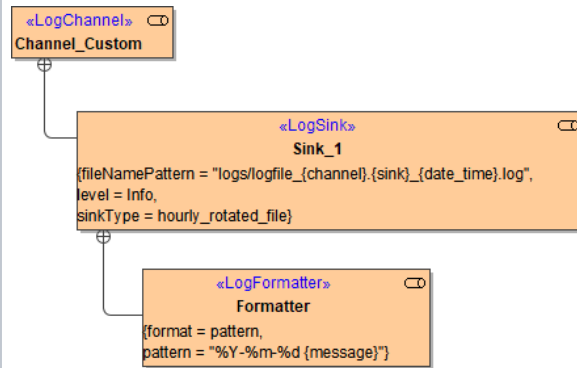 «LogChannel»
Channel_Custom
«LogSink»
Sink_1
{fileNamePattern = "logs/logfile_{channel}.{sink}_{date_time}.log",
level = Info,
sinkType = hourly_rotated_file}
«LogFormatter»
Formatter
{format = pattern,
pattern = "%Y-%m-%d {message}"}